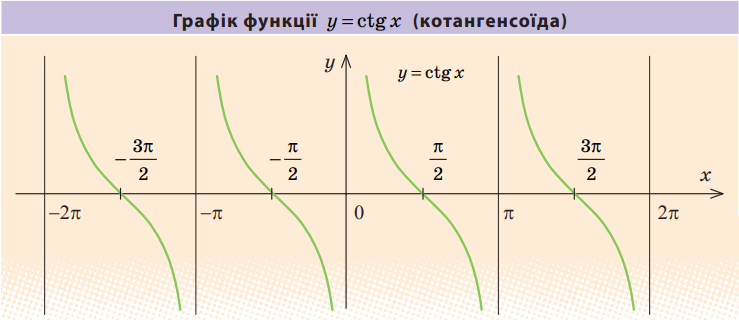 Графік функції y = ctg x (котангенсоїда)
y
y = ctg x
−3π/2
−π/2
π/2
3π/2
x
−2π
−π
0
π
2π